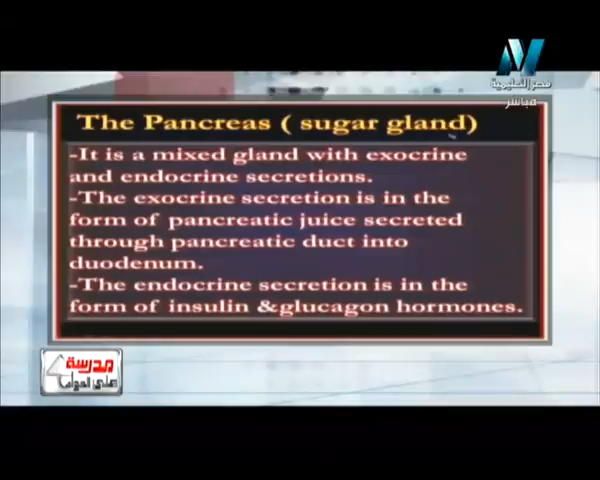 مصر التعليمية
مباشر
The Pancreas ( sugar gland)
-It is a mixed gland with exocrine
and endocrine secretions.
-The exocrine secretion is in the
form of pancreatic juice secreted
through pancreatic duct into
duodenum.
-The endocrine secretion is in the
form of insulin &glucagon hormones.
مدرسة
على الهواء